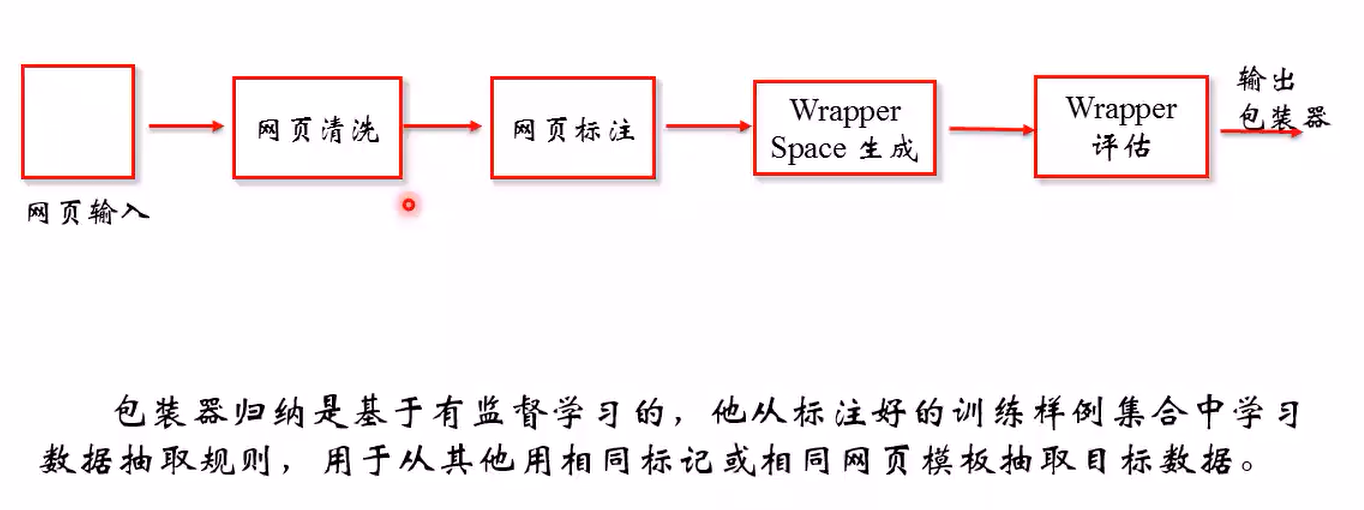 网页清洗
网页标注
Wrapper
Space 生成
Wrapper
评估
输出
包装器
网页输入
包装器归纳是基于有监督学习的，他从标注好的训练样例集合中学习
数据抽取规则，用于从其他用相同标记或相同网页模板抽取目标数据。